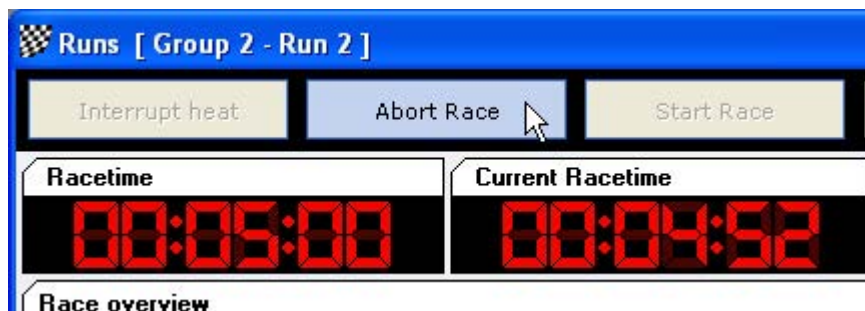 Runs [ Group 2 - Run 2 ]
Interrupt heat Abort Race Start Race
Racetime Current Racetime
00:05:00 00:04:52
Race overview